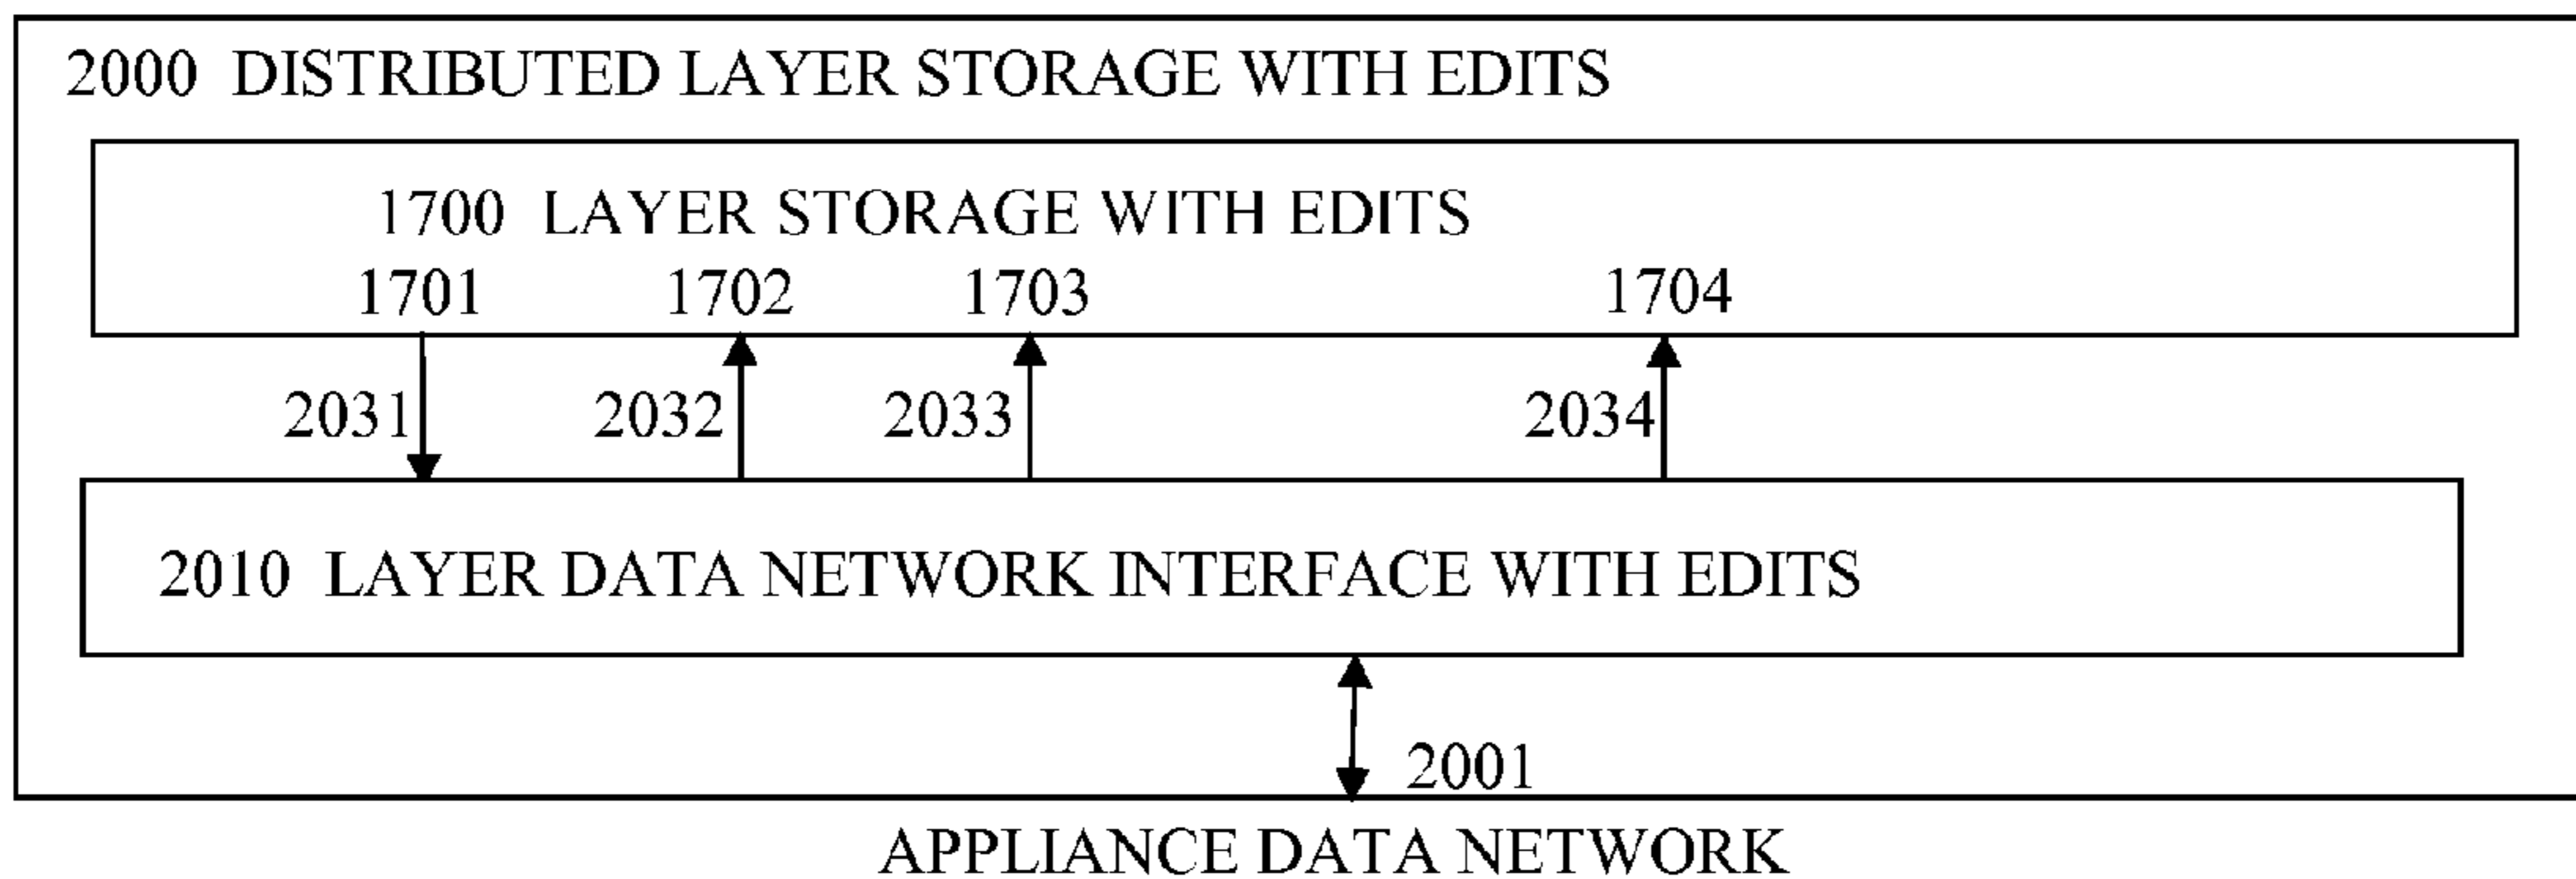 2000 DISTRIBUTED LAYER STORAGE WITH EDITS
1700 LAYER STORAGE WITH EDITS
1701 1702 1703 1704
2031 2032 2033 2034
2010 LAYER DATA NETWORK INTERFACE WITH EDITS
2001
APPLIANCE DATA NETWORK